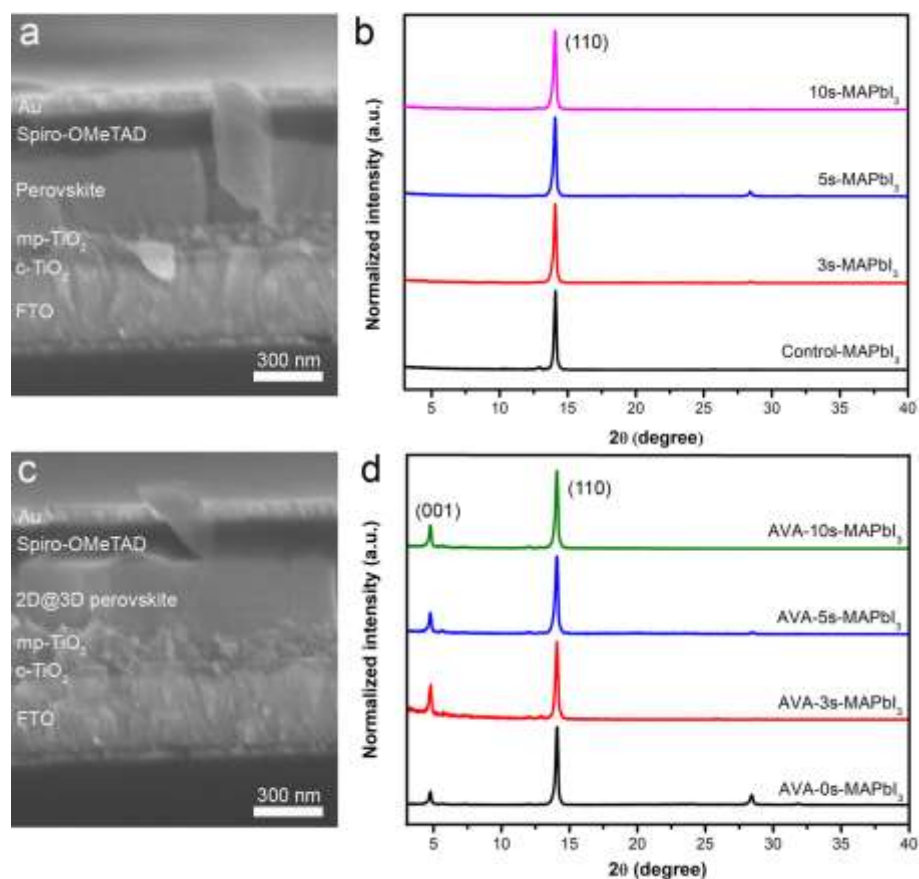 a
Au
Spiro-OMeTAD
Perovskite
mp-TiO₂
c-TiO₂
FTO
300 nm
b
(110)
10s-MAPbI₃
5s-MAPbI₃
3s-MAPbI₃
Control-MAPbI₃
Normalized intensity (a.u.)
5 10 15 20 25 30 35 40
2θ (degree)
c
Au
Spiro-OMeTAD
2D@3D perovskite
mp-TiO₂
c-TiO₂
FTO
300 nm
d
(001)
(110)
AVA-10s-MAPbI₃
AVA-5s-MAPbI₃
AVA-3s-MAPbI₃
AVA-0s-MAPbI₃
Normalized intensity (a.u.)
5 10 15 20 25 30 35 40
2θ (degree)